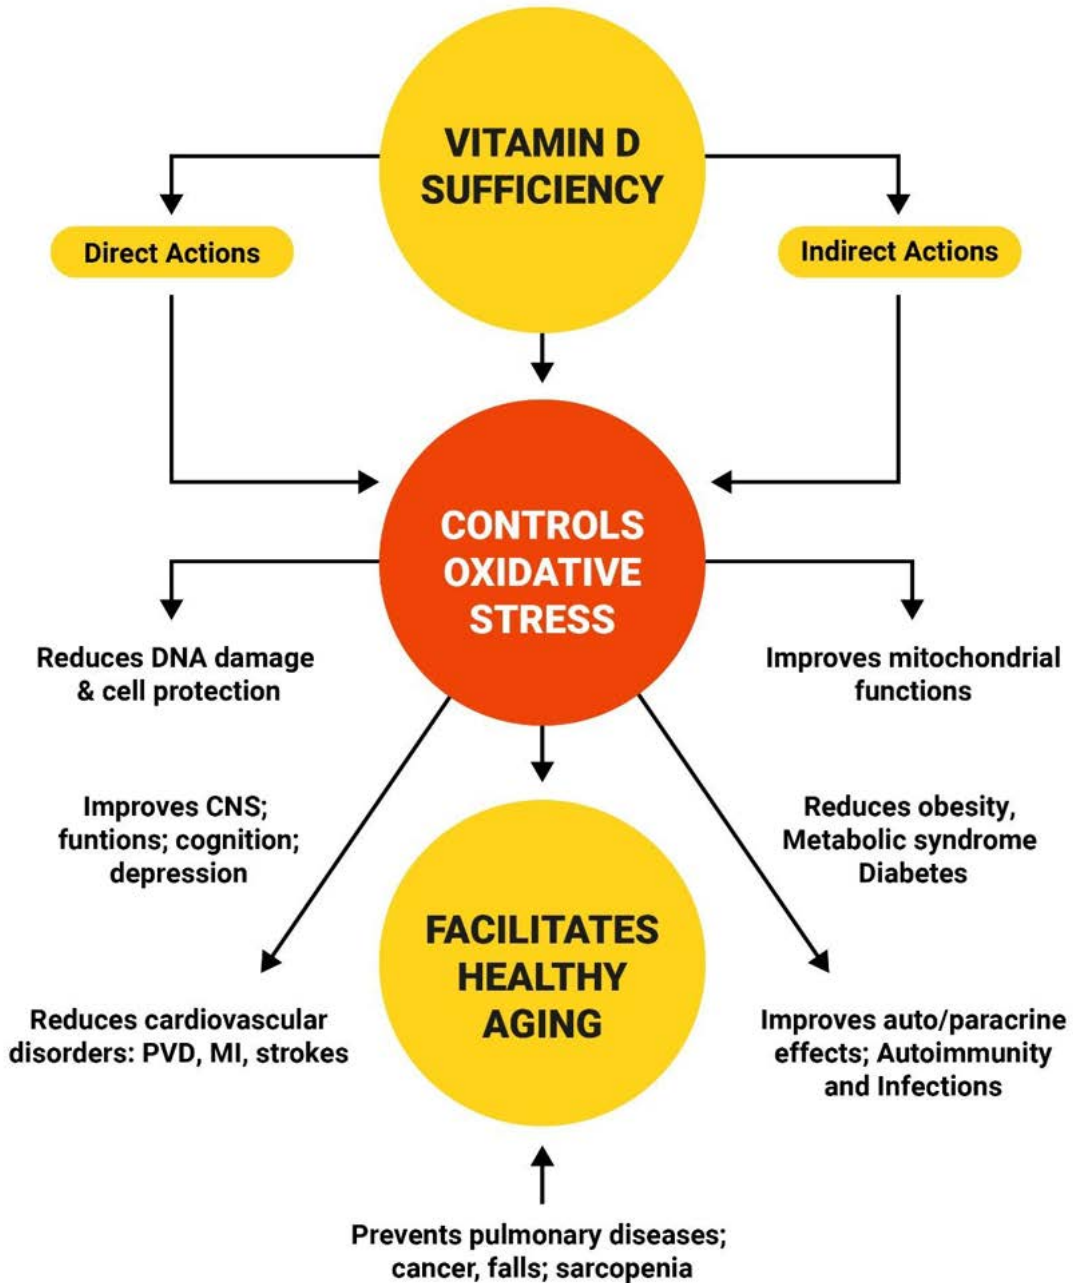 VITAMIN D
SUFFICIENCY
Direct Actions
Indirect Actions
CONTROLS
OXIDATIVE
STRESS
Reduces DNA damage
& cell protection
Improves mitochondrial
functions
Improves CNS;
funtions; cognition;
depression
Reduces obesity,
Metabolic syndrome
Diabetes
FACILITATES
HEALTHY
AGING
Reduces cardiovascular
disorders: PVD, MI, strokes
Improves auto/paracrine
effects; Autoimmunity
and Infections
Prevents pulmonary diseases;
cancer, falls; sarcopenia